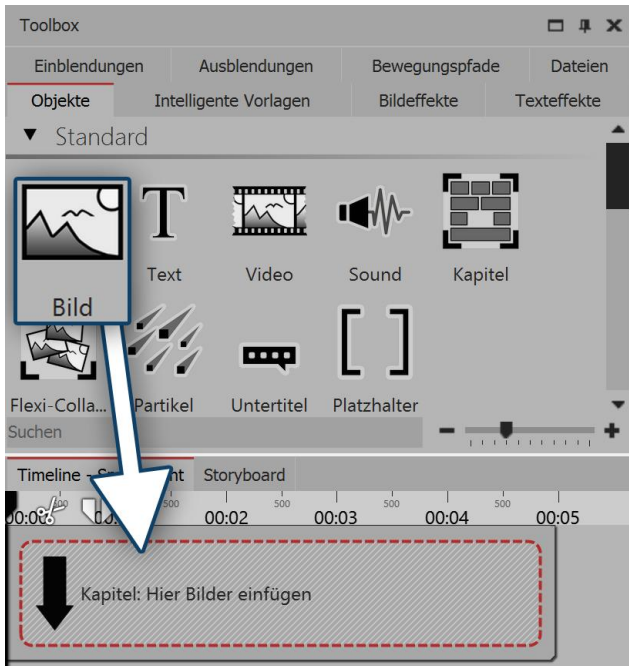 Toolbox
Einblendungen Ausblendungen Bewegungspfade Dateien
Objekte Intelligente Vorlagen Bildeffekte Texteffekte
Standard
Bild Text Video Sound Kapitel
Flexi-Colla... Partikel Untertitel Platzhalter
Suchen
Timeline - Storyboard
500 500 500 500
00:02 00:03 00:04 00:05
Kapitel: Hier Bilder einfügen